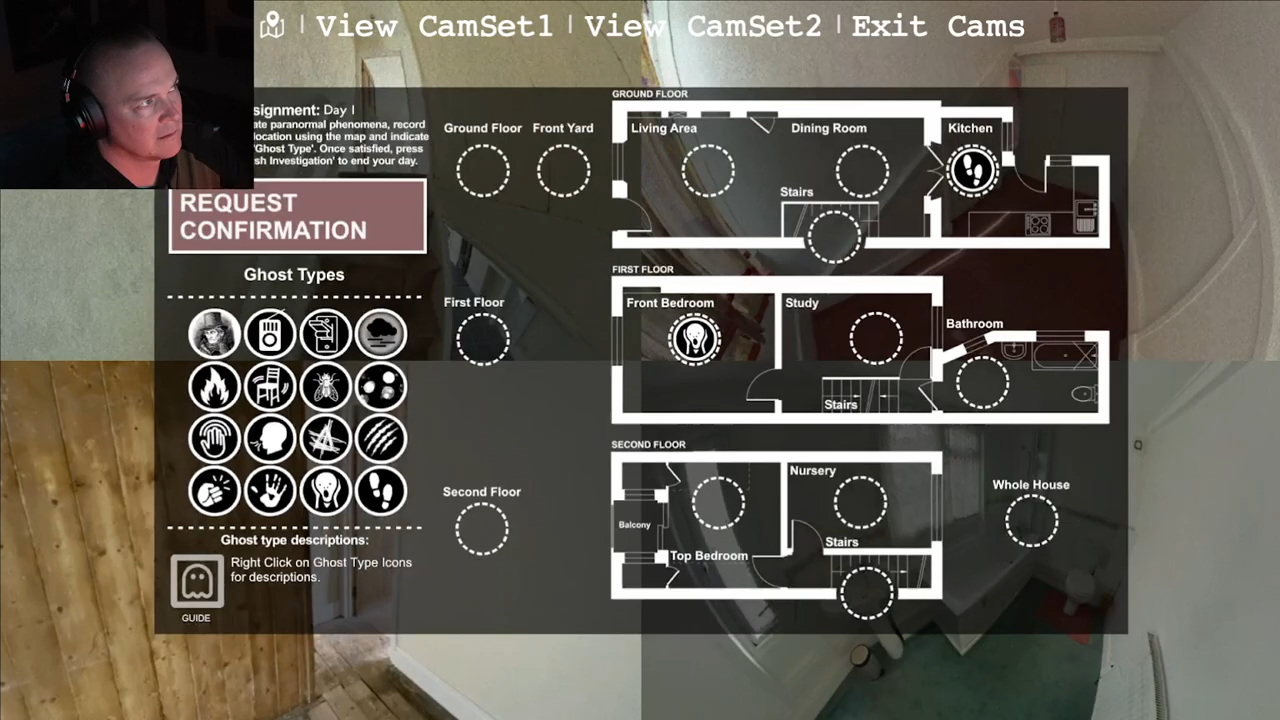 View CamSet1 | View CamSet2 | Exit Cams
signment: Day 1
ate paranormal phenomena, record
location using the map and indicate
'Ghost Type'. Once satisfied, press
sh Investigation' to end your day.
REQUEST
CONFIRMATION
Ghost Types
Ghost type descriptions:
Right Click on Ghost Type Icons
for descriptions.
GUIDE
Ground Floor
Front Yard
First Floor
Second Floor
GROUND FLOOR
Living Area
Dining Room
Kitchen
Stairs
FIRST FLOOR
Front Bedroom
Study
Bathroom
Stairs
SECOND FLOOR
Nursery
Balcony
Stairs
Top Bedroom
Whole House